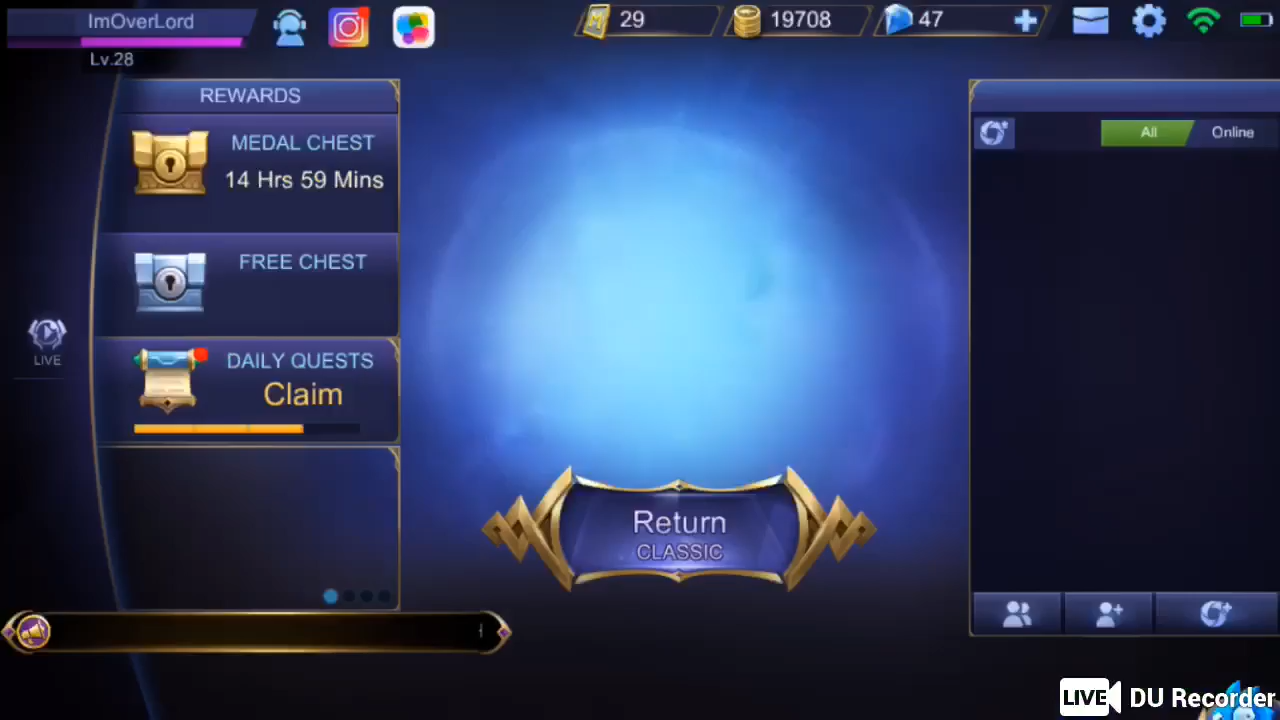 ImOverLord
Lv.28
29
19708
47
REWARDS
MEDAL CHEST
14 Hrs 59 Mins
FREE CHEST
DAILY QUESTS
Claim
LIVE
Return
CLASSIC
All
Online
LIVE DU Recorder